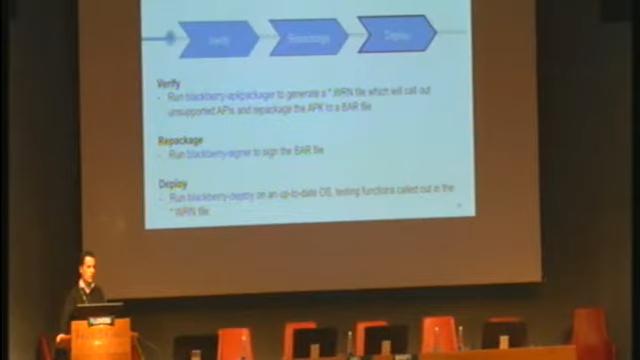 Verify Repackage Deploy
Verify
- Run blackberry-apkpackager to generate a *.WRN file which will call out
unsupported APIs and repackage the APK to a BAR file
Repackage
- Run blackberry-signer to sign the BAR file
Deploy
- Run blackberry-deploy on an up-to-date OS, testing functions called out in the
*.WRN file